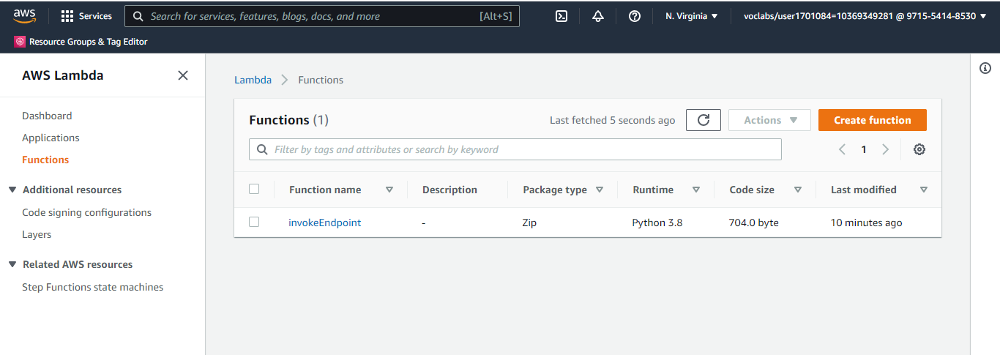 aws Services Search for services, features, blogs, docs, and more [Alt+S] N. Virginia voclabs/user1701084=10369349281 @ 9715-5414-8530
Resource Groups & Tag Editor
AWS Lambda
Dashboard
Applications
Functions
Additional resources
Code signing configurations
Layers
Related AWS resources
Step Functions state machines
Lambda Functions
Functions (1) Last fetched 5 seconds ago Actions Create function
Filter by tags and attributes or search by keyword 1
Function name Description Package type Runtime Code size Last modified
invokeEndpoint - Zip Python 3.8 704.0 byte 10 minutes ago